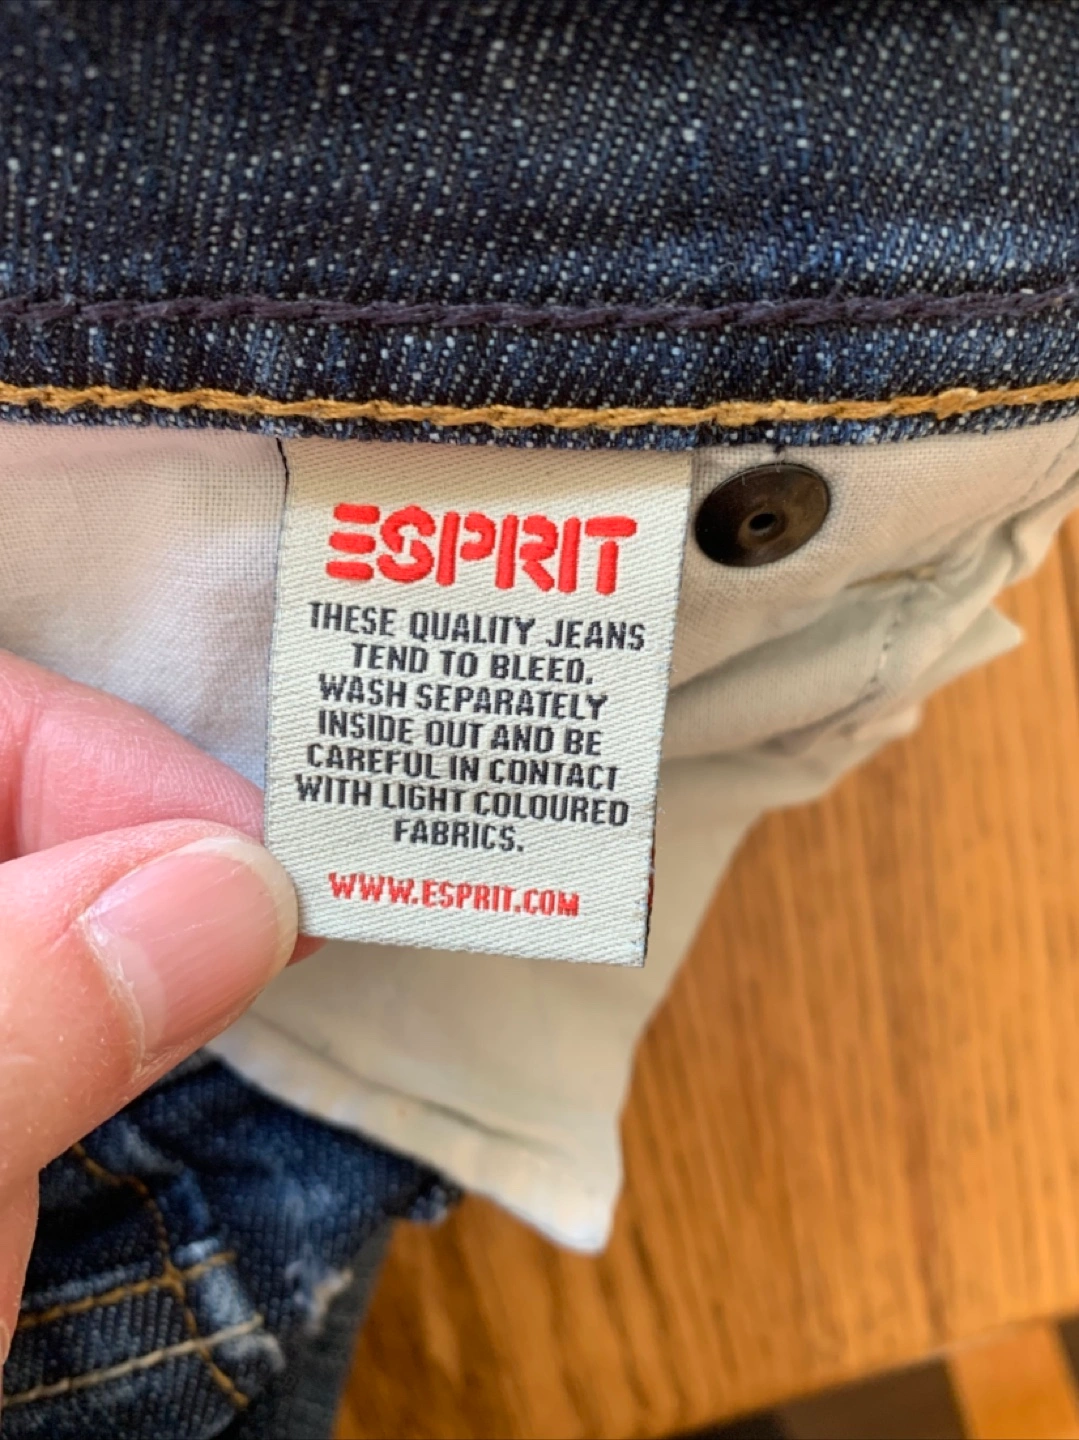 ESPRIT
THESE QUALITY JEANS
TEND TO BLEED.
WASH SEPARATELY
INSIDE OUT AND BE
CAREFUL IN CONTACT
WITH LIGHT COLOURED
FABRICS.
WWW.ESPRIT.COM